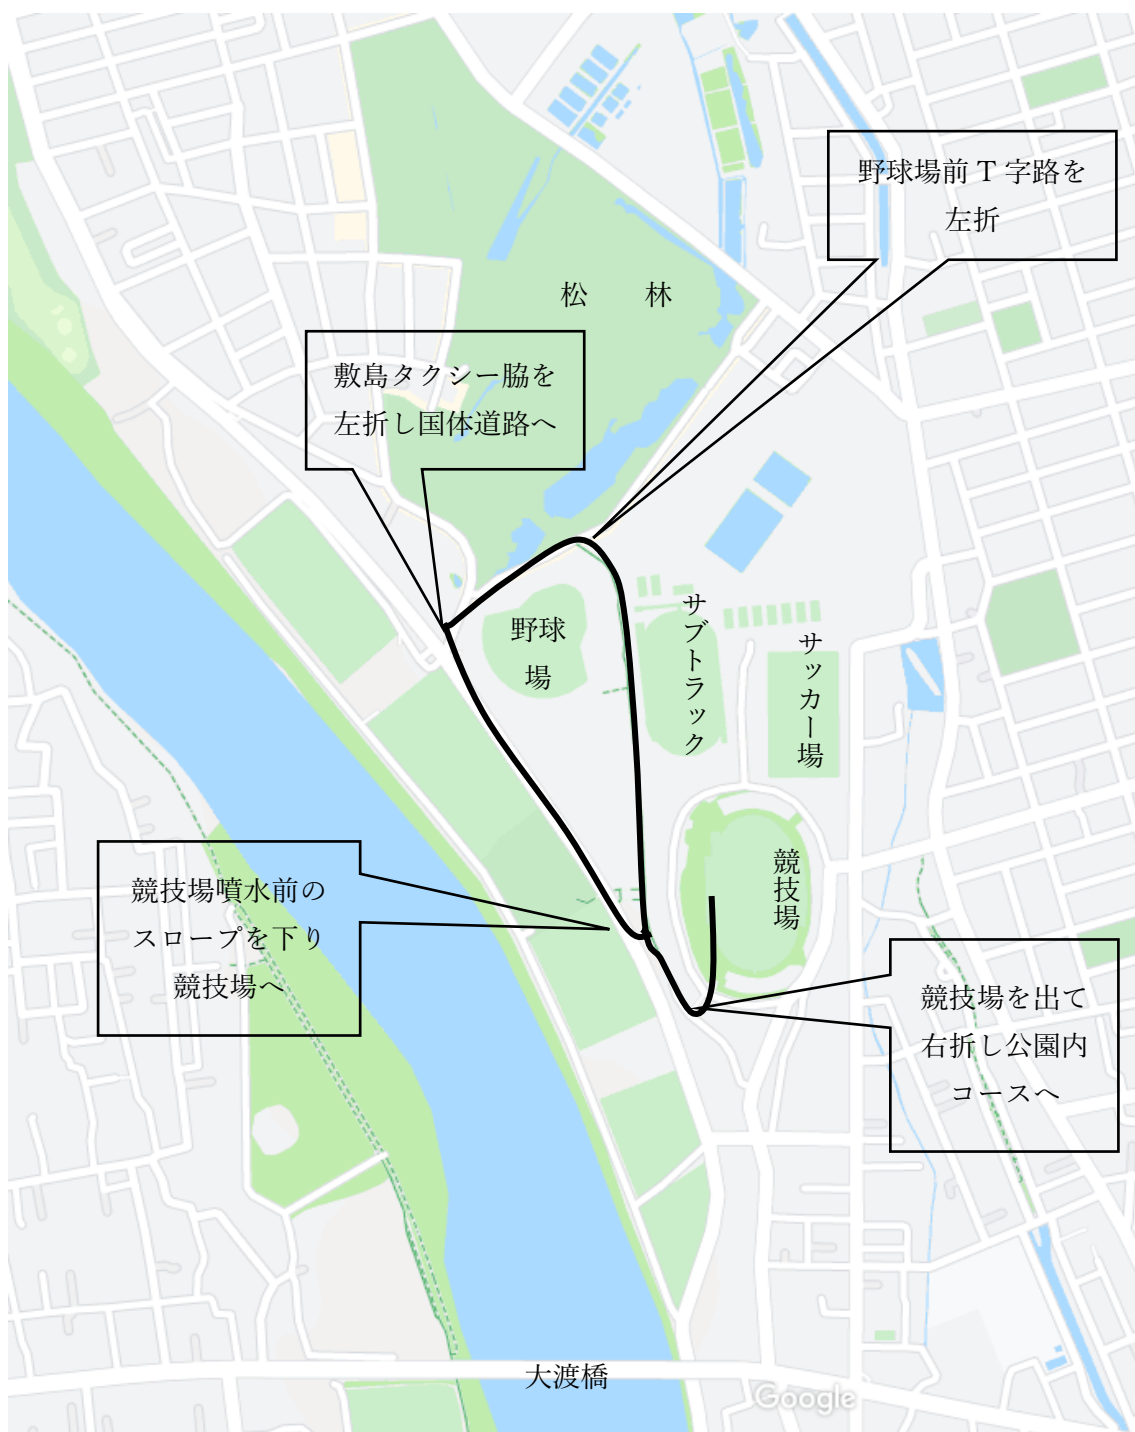 野球場前 T 字路を
左折
松　林
敷島タクシー脇を
左折し国体道路へ
野球
場
サブトラック
サッカー場
競技場
競技場噴水前の
スロープを下り
競技場へ
競技場を出て
右折し公園内
コースへ
大渡橋
Google